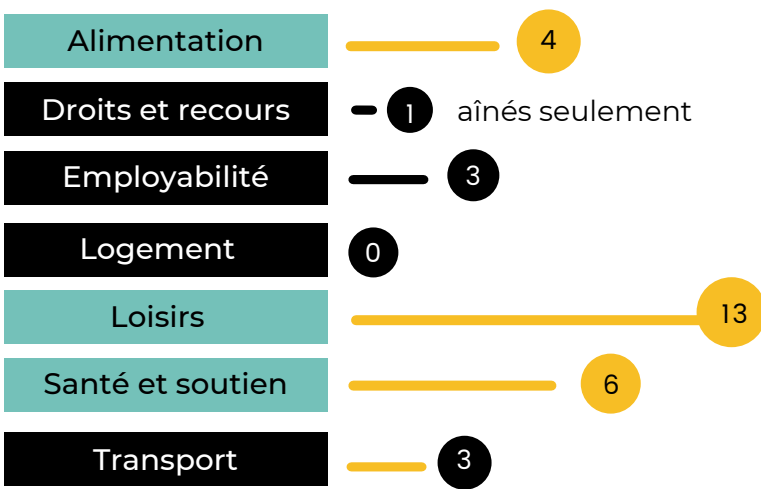 Alimentation 4
Droits et recours 1 aînés seulement
Employabilité 3
Logement 0
Loisirs 13
Santé et soutien 6
Transport 3